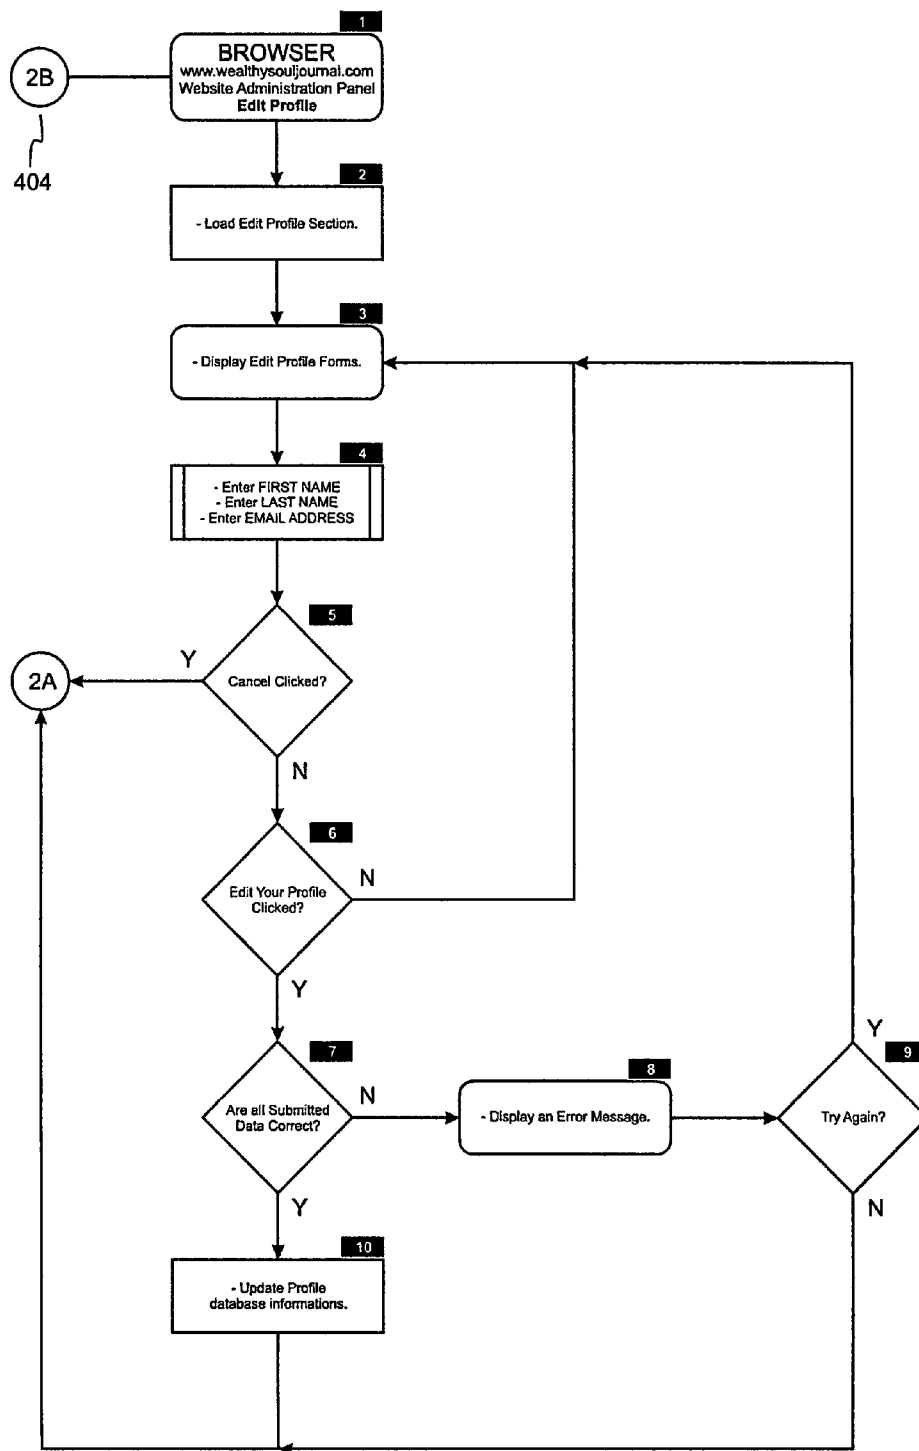 1
BROWSER
www.wealthysouljournal.com
Website Administration Panel
Edit Profile
2B
404
2
- Load Edit Profile Section.
3
- Display Edit Profile Forms.
4
- Enter FIRST NAME
- Enter LAST NAME
- Enter EMAIL ADDRESS
5
Cancel Clicked?
Y
2A
N
6
Edit Your Profile
Clicked?
N
Y
7
Are all Submitted
Data Correct?
N
8
- Display an Error Message.
Y
9
Try Again?
N
Y
10
- Update Profile
database informations.